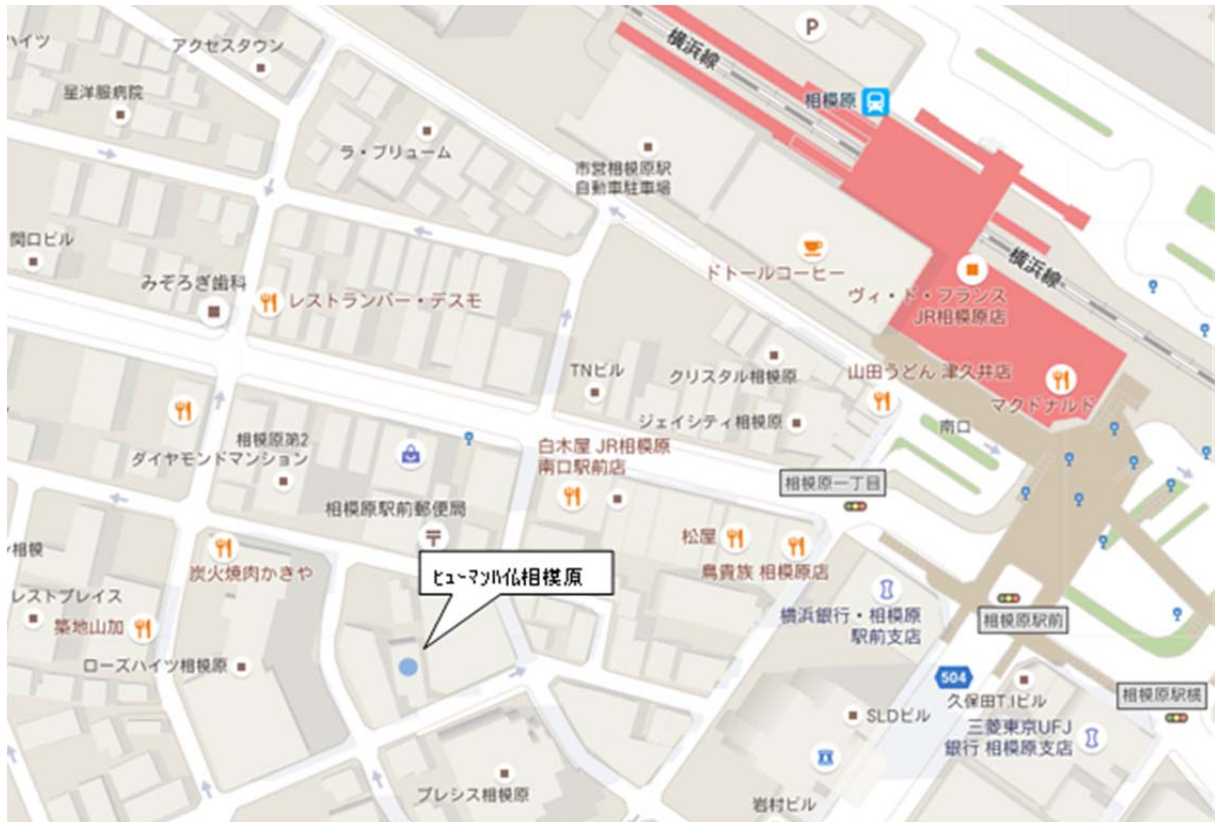 ハイツ
アクセスタウン
星洋服病院
ラ・プリューム
P
横浜線
相模原
市営相模原駅
自動車駐車場
ドトールコーヒー
横浜線
ヴィ・ド・フランス
JR相模原店
関口ビル
みぞろぎ歯科
レストランバー・デスモ
TNビル
クリスタル相模原
山田うどん 津久井店
マクドナルド
ジェイシティ相模原
南口
相模原第2
ダイヤモンドマンション
白木屋 JR相模原
南口駅前店
相模原一丁目
相模原駅前郵便局
松屋
鳥貴族 相模原店
炭火焼肉かきや
ン相模
レストプレイス
築地山加
ローズハイツ相模原
横浜銀行・相模原
駅前支店
相模原駅前
504
久保田T.Iビル
相模原駅横
SLDビル
三菱東京UFJ
銀行 相模原支店
プレシス相模原
岩村ビル